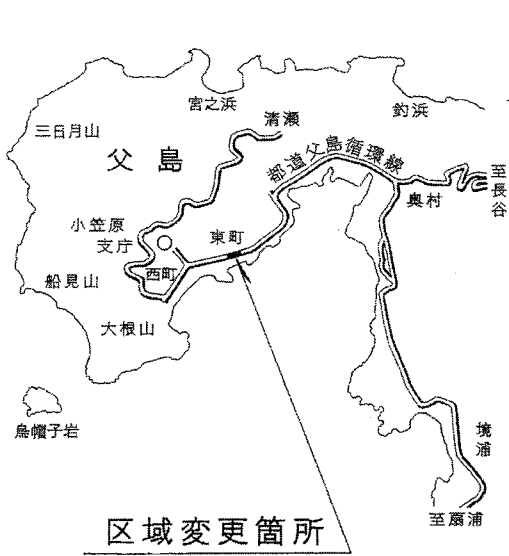 宮之浜
釣浜
清瀬
三日月山
父島
都道父島循環線
至長谷
奥村
小笠原
支庁
東町
西町
船見山
大根山
烏帽子岩
境浦
至扇浦
区域変更箇所